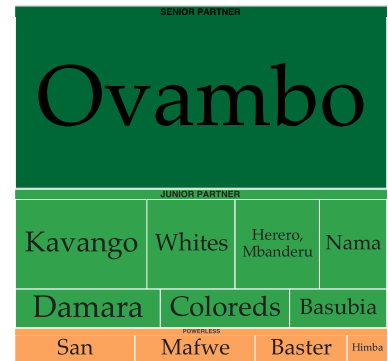 SENIOR PARTNER
Ovambo
JUNIOR PARTNER
Kavango
Whites
Herero,
Mbanderu
Nama
Damara
Coloreds
Basubia
POWERLESS
San
Mafwe
Baster
Himba